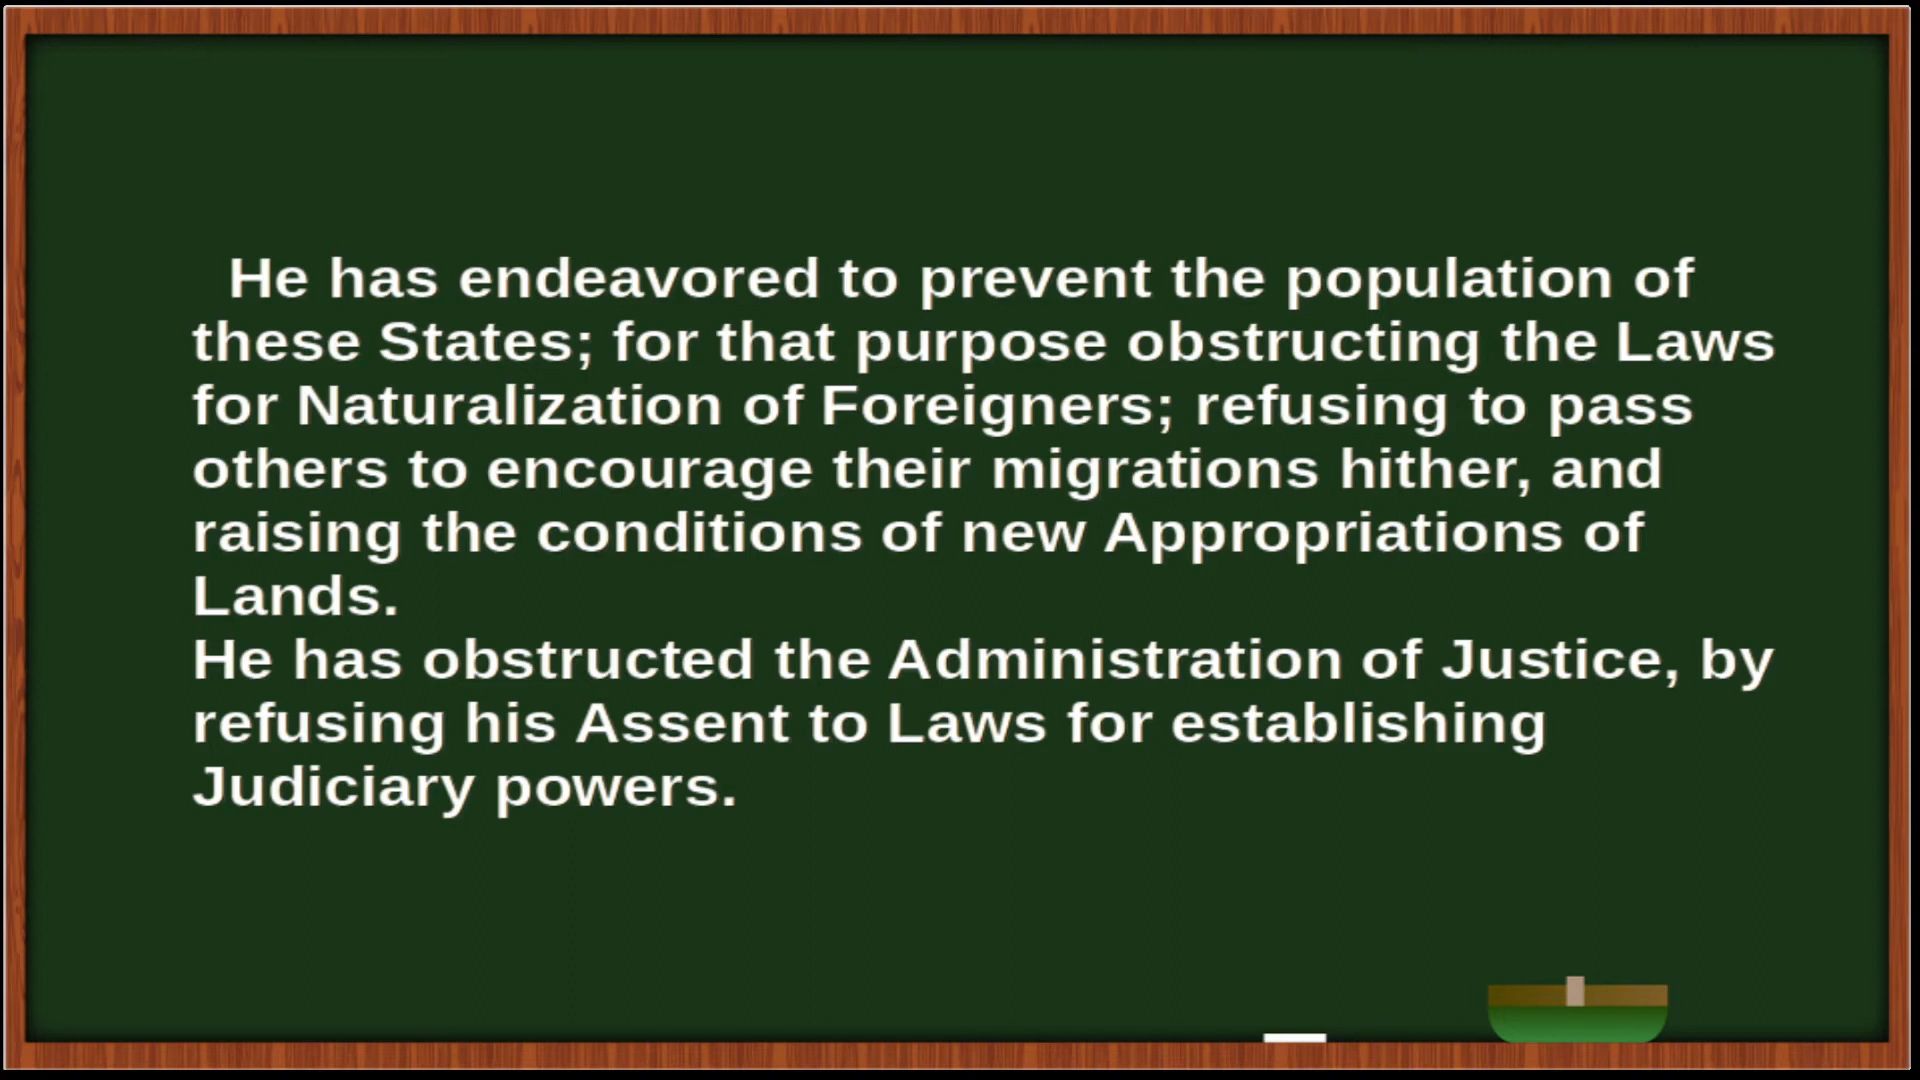 He has endeavored to prevent the population of
these States; for that purpose obstructing the Laws
for Naturalization of Foreigners; refusing to pass
others to encourage their migrations hither, and
raising the conditions of new Appropriations of
Lands.
He has obstructed the Administration of Justice, by
refusing his Assent to Laws for establishing
Judiciary powers.